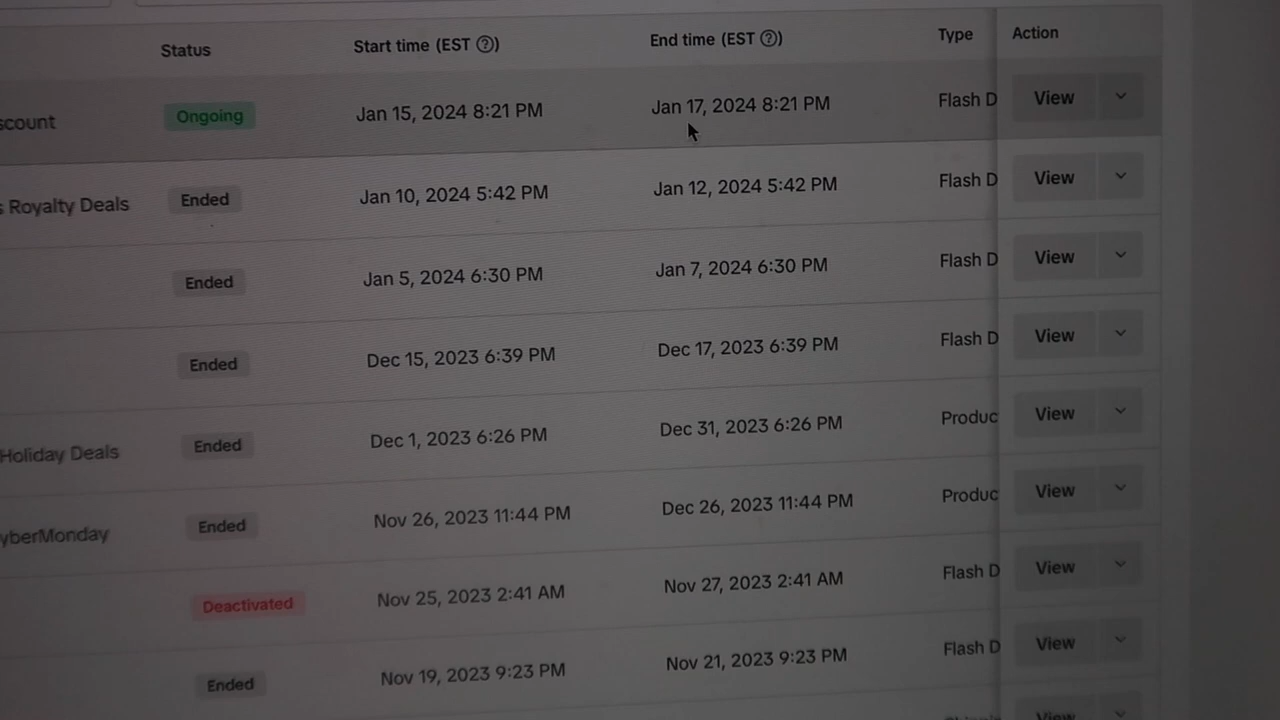 Status Start time (EST ?) End time (EST ?) Type Action
scount Ongoing Jan 15, 2024 8:21 PM Jan 17, 2024 8:21 PM Flash D View
s Royalty Deals Ended Jan 10, 2024 5:42 PM Jan 12, 2024 5:42 PM Flash D View
Ended Jan 5, 2024 6:30 PM Jan 7, 2024 6:30 PM Flash D View
Ended Dec 15, 2023 6:39 PM Dec 17, 2023 6:39 PM Flash D View
Holiday Deals Ended Dec 1, 2023 6:26 PM Dec 31, 2023 6:26 PM Produc View
yberMonday Ended Nov 26, 2023 11:44 PM Dec 26, 2023 11:44 PM Produc View
Deactivated Nov 25, 2023 2:41 AM Nov 27, 2023 2:41 AM Flash D View
Ended Nov 19, 2023 9:23 PM Nov 21, 2023 9:23 PM Flash D View
View